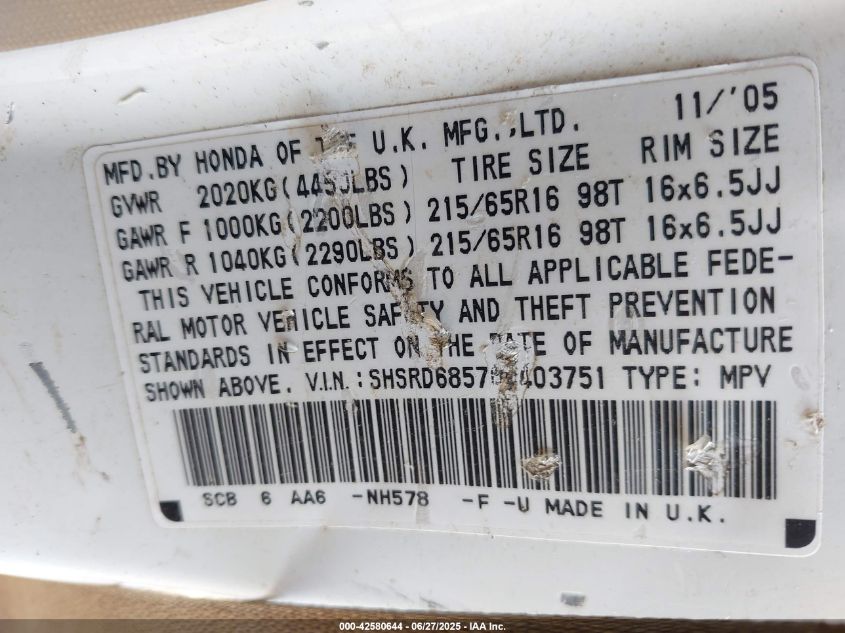 11/'05
MFD.BY HONDA OF U.K. MFG.,LTD.
GVWR 2020KG(4450LBS) TIRE SIZE RIM SIZE
GAWR F 1000KG(2200LBS) 215/65R16 98T 16x6.5JJ
GAWR R 1040KG(2290LBS) 215/65R16 98T 16x6.5JJ
THIS VEHICLE CONFORMS TO ALL APPLICABLE FEDE-
RAL MOTOR VEHICLE SAFETY AND THEFT PREVENTION
STANDARDS IN EFFECT ON THE DATE OF MANUFACTURE
SHOWN ABOVE. V.I.N.: TYPE: MPV
SCB 6 AA6 -NH578 -F -U MADE IN U.K.
000-42580644 - 06/27/2025 - IAA Inc.